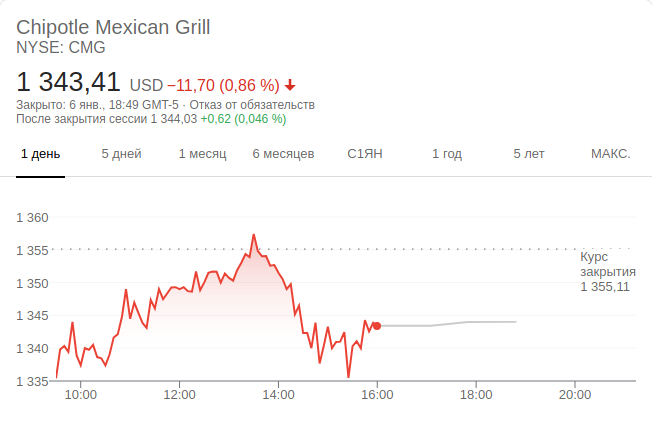 Chipotle Mexican Grill
NYSE: CMG
1 343,41 USD −11,70 (0,86 %)
Закрыто: 6 янв., 18:49 GMT-5 · Отказ от обязательств
После закрытия сессии 1 344,03 +0,62 (0,046 %)
1 день 5 дней 1 месяц 6 месяцев С1ЯН 1 год 5 лет МАКС.
1 360
1 355
1 350
1 345
1 340
1 335
Курс
закрытия
1 355,11
10:00 12:00 14:00 16:00 18:00 20:00